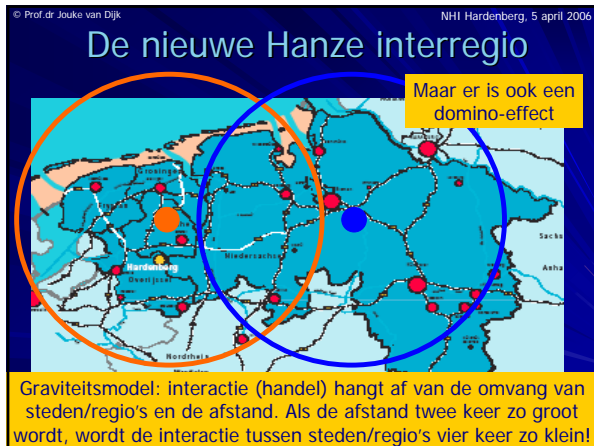 © Prof.dr Jouke van Dijk
NHI Hardenberg, 5 april 2006
De nieuwe Hanze interregio
Maar er is ook een
domino-effect
Groningen
Hardenberg
Overijssel
Niedersachsen
Nordrhein
Sachs
Anha
Graviteitsmodel: interactie (handel) hangt af van de omvang van
steden/regio's en de afstand. Als de afstand twee keer zo groot
wordt, wordt de interactie tussen steden/regio's vier keer zo klein!